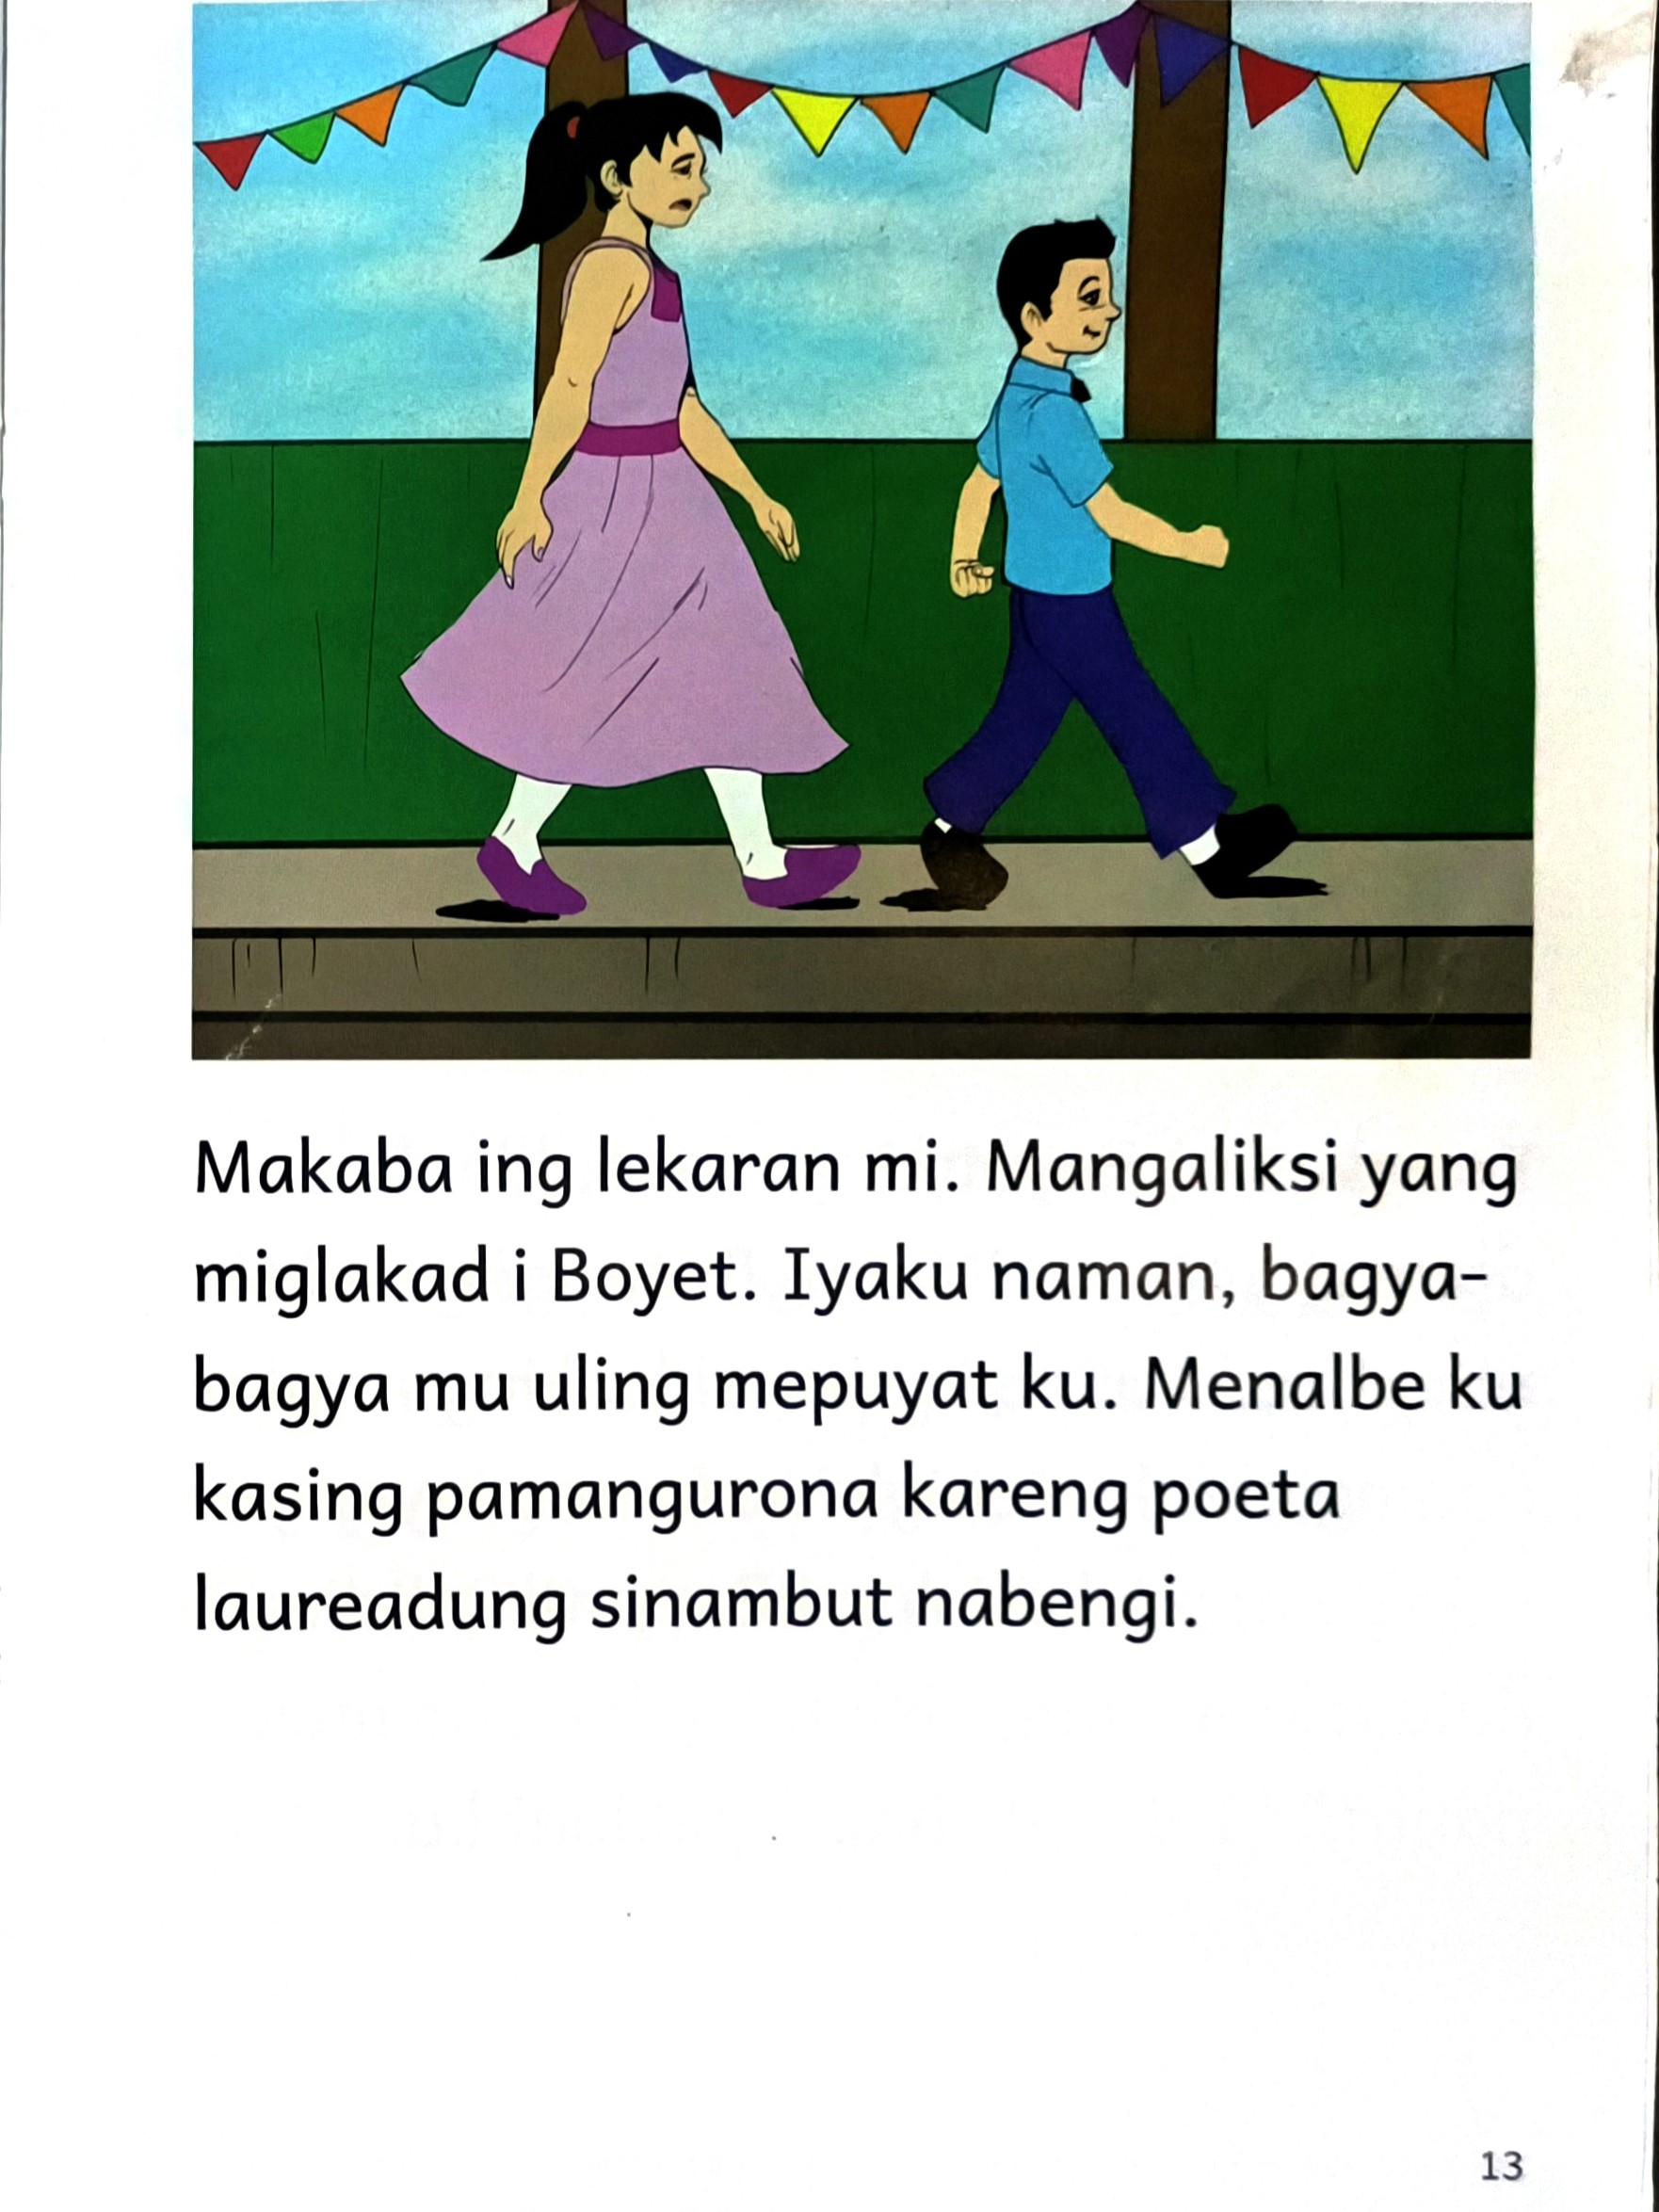 Makaba ing lekaran mi. Mangaliksi yang
miglakad i Boyet. Iyaku naman, bagya-
bagya mu uling mepuyat ku. Menalbe ku
kasing pamangurona kareng poeta
laureadung sinambut nabengi.
13